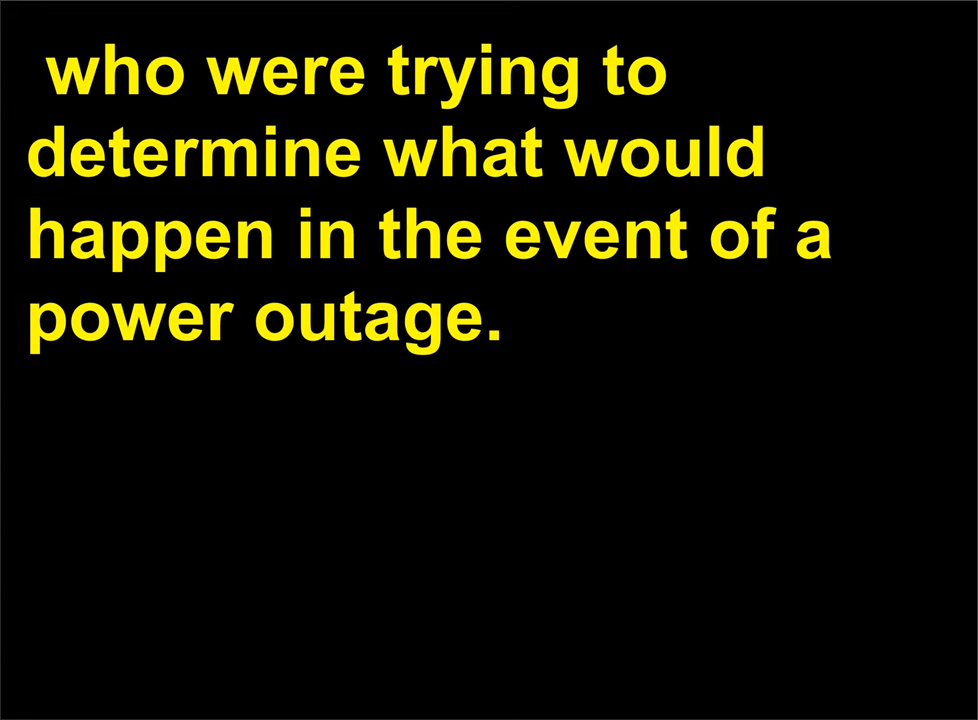 who were trying to
determine what would
happen in the event of a
power outage.